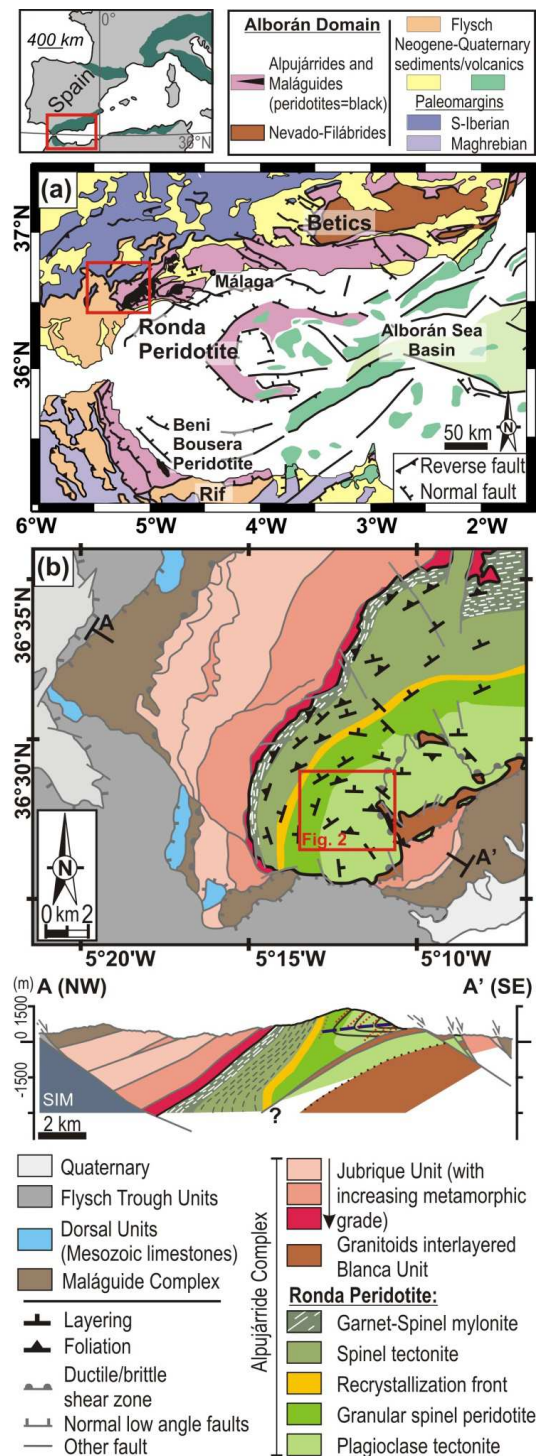 400 km
0°
Spain
36°N
Alborán Domain
Alpujárrides and
Maláguides
(peridotites=black)
Nevado-Filábrides
Flysch
Neogene-Quaternary
sediments/volcanics
Paleomargins
S-Iberian
Maghrebian
(a)
37°N
36°N
Betics
Málaga
Ronda
Peridotite
Alborán Sea
Basin
Beni
Bousera
Peridotite
Rif
N
50 km
Reverse fault
Normal fault
6°W
5°W
4°W
3°W
2°W
(b)
36°35'N
36°30'N
A
Fig. 2
A'
N
0 km 2
5°20'W
5°15'W
5°10'W
(m) A (NW)
A' (SE)
0 1500
-1500
SIM
?
2 km
Quaternary
Flysch Trough Units
Dorsal Units
(Mesozoic limestones)
Maláguide Complex
Layering
Foliation
Ductile/brittle
shear zone
Normal low angle faults
Other fault
Alpujárride Complex
Jubrique Unit (with
increasing metamorphic
grade)
Granitoids interlayered
Blanca Unit
Ronda Peridotite:
Garnet-Spinel mylonite
Spinel tectonite
Recrystallization front
Granular spinel peridotite
Plagioclase tectonite